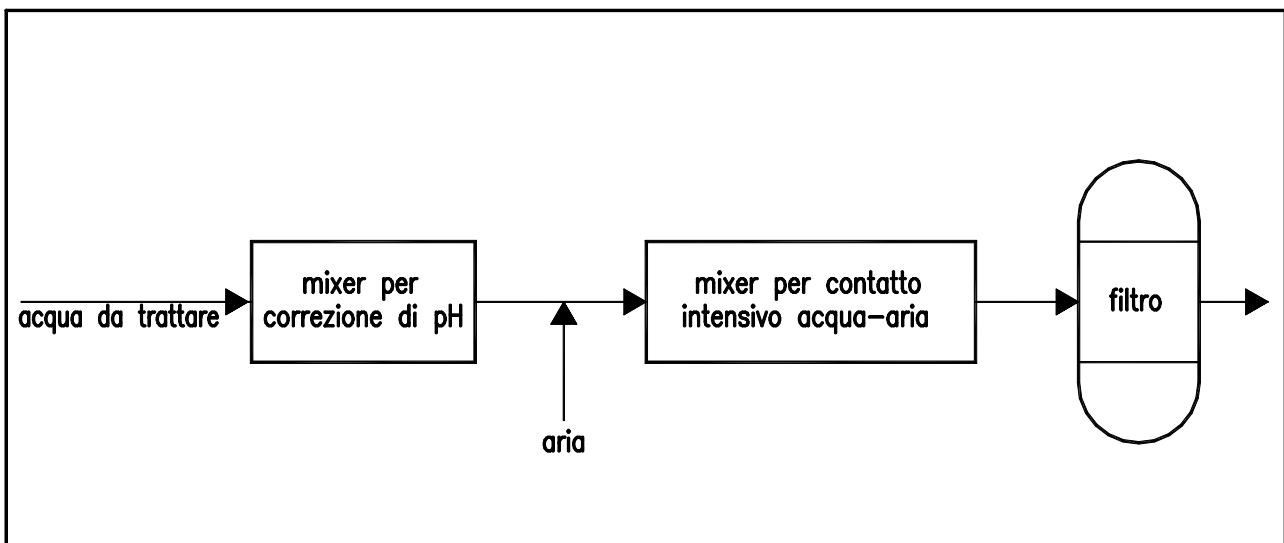 acqua da trattare
mixer per
correzione di pH
aria
mixer per contatto
intensivo acqua-aria
filtro